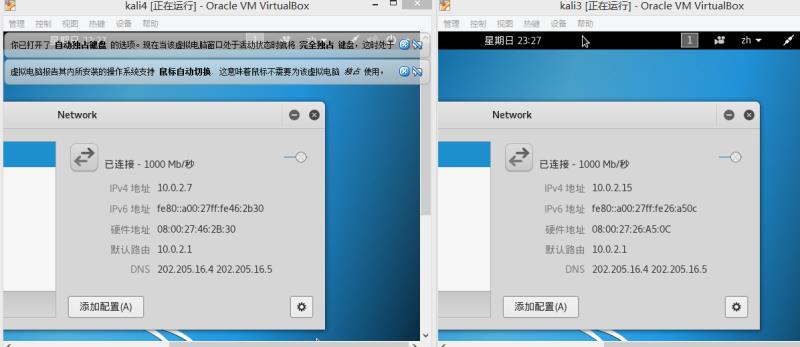 kali4 [正在运行] - Oracle VM VirtualBox
管理 控制 视图 热键 设备 帮助
你已打开了 自动独占键盘 的选项。现在当该虚拟电脑窗口处于活动状态时就将 完全独占 键盘，这时处于
虚拟电脑报告其内所安装的操作系统支持 鼠标自动切换. 这意味着鼠标不需要为该虚拟电脑 独占 使用，
Network
已连接 - 1000 Mb/秒
IPv4 地址 10.0.2.7
IPv6 地址 fe80::a00:27ff:fe46:2b30
硬件地址 08:00:27:46:2B:30
默认路由 10.0.2.1
DNS 202.205.16.4 202.205.16.5
添加配置(A)
kali3 [正在运行] - Oracle VM VirtualBox
管理 控制 视图 热键 设备 帮助
星期日 23:27 1 zh
Network
已连接 - 1000 Mb/秒
IPv4 地址 10.0.2.15
IPv6 地址 fe80::a00:27ff:fe26:a50c
硬件地址 08:00:27:26:A5:0C
默认路由 10.0.2.1
DNS 202.205.16.4 202.205.16.5
添加配置(A)